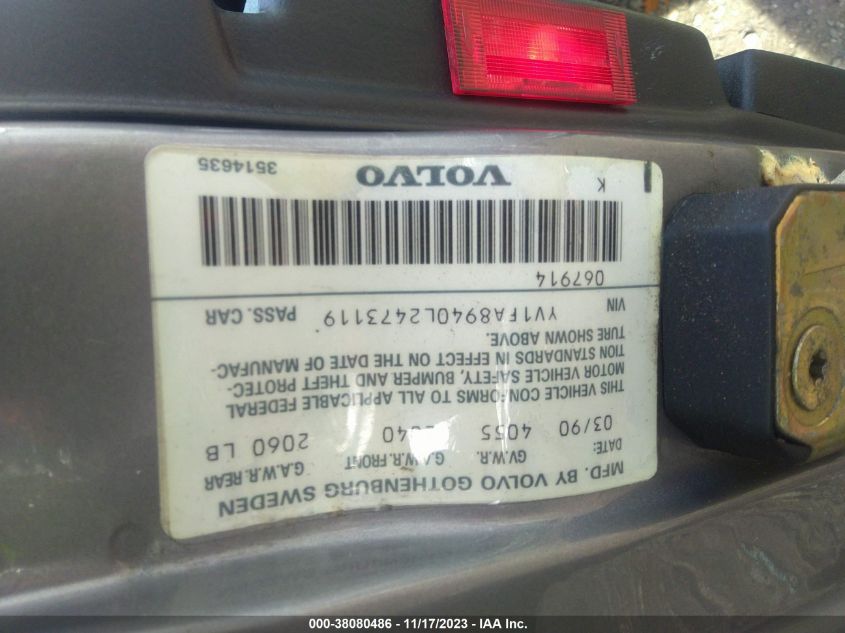 MFD. BY VOLVO GOTHENBURG SWEDEN
DATE: G.V.W.R. G.A.W.R. FRONT G.A.W.R. REAR
03/90 4055 2060 LB
THIS VEHICLE CONFORMS TO ALL APPLICABLE FEDERAL
MOTOR VEHICLE SAFETY, BUMPER AND THEFT PROTEC-
TION STANDARDS IN EFFECT ON THE DATE OF MANUFAC-
TURE SHOWN ABOVE.
VIN YV1FA8940L2473119 PASS. CAR
067914
K VOLVO 3514635
000-38080486 - 11/17/2023 - IAA Inc.